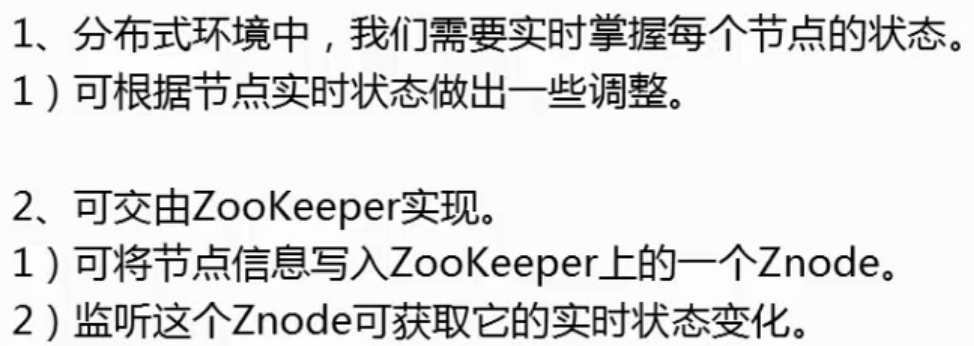 1、分布式环境中，我们需要实时掌握每个节点的状态。
1）可根据节点实时状态做出一些调整。
2、可交由ZooKeeper实现。
1）可将节点信息写入ZooKeeper上的一个Znode。
2）监听这个Znode可获取它的实时状态变化。